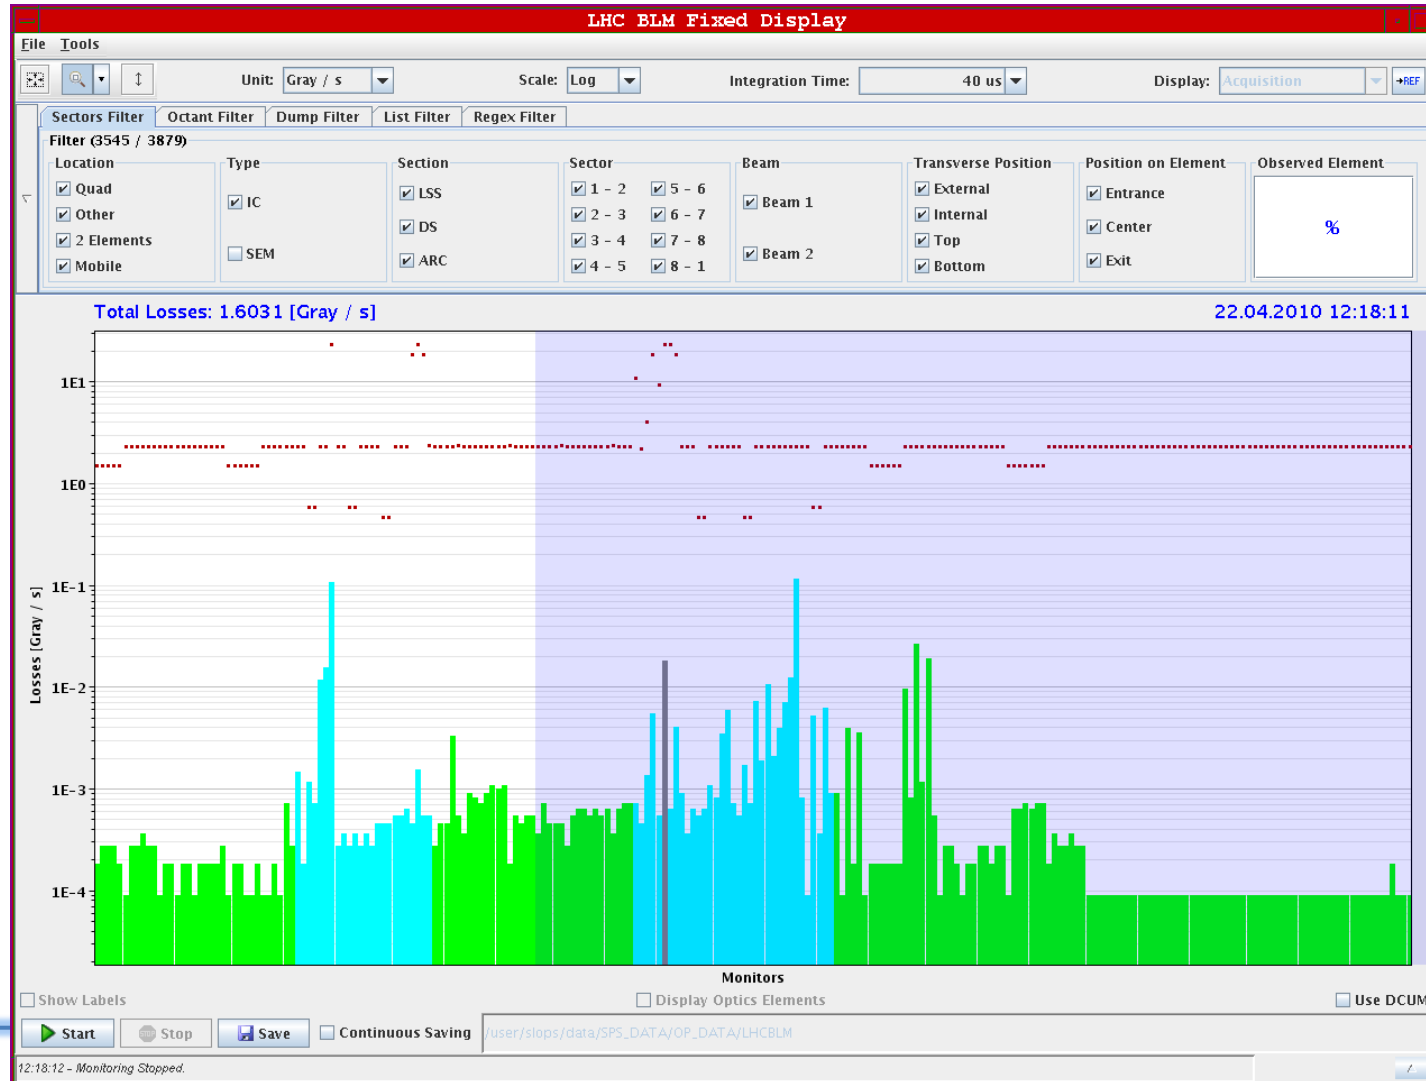 LHC BLM Fixed Display
File Tools
Unit: Gray / s Scale: Log Integration Time: 40 us Display: Acquisition →REF
Sectors Filter Octant Filter Dump Filter List Filter Regex Filter
Filter (3545 / 3879)
Location Type Section Sector Beam Transverse Position Position on Element Observed Element
Quad IC LSS 1 - 2 5 - 6 Beam 1 External Entrance %
Other SEM DS 2 - 3 6 - 7 Beam 2 Internal Center
2 Elements ARC 3 - 4 7 - 8 Top Exit
Mobile 4 - 5 8 - 1 Bottom
Total Losses: 1.6031 [Gray / s] 22.04.2010 12:18:11
1E1
1E0
1E-1
1E-2
1E-3
1E-4
Losses [Gray / s]
Monitors
Show Labels Display Optics Elements Use DCUM
Start Stop Save Continuous Saving /user/slops/data/SPS_DATA/OP_DATA/LHCBLM
12:18:12 - Monitoring Stopped.